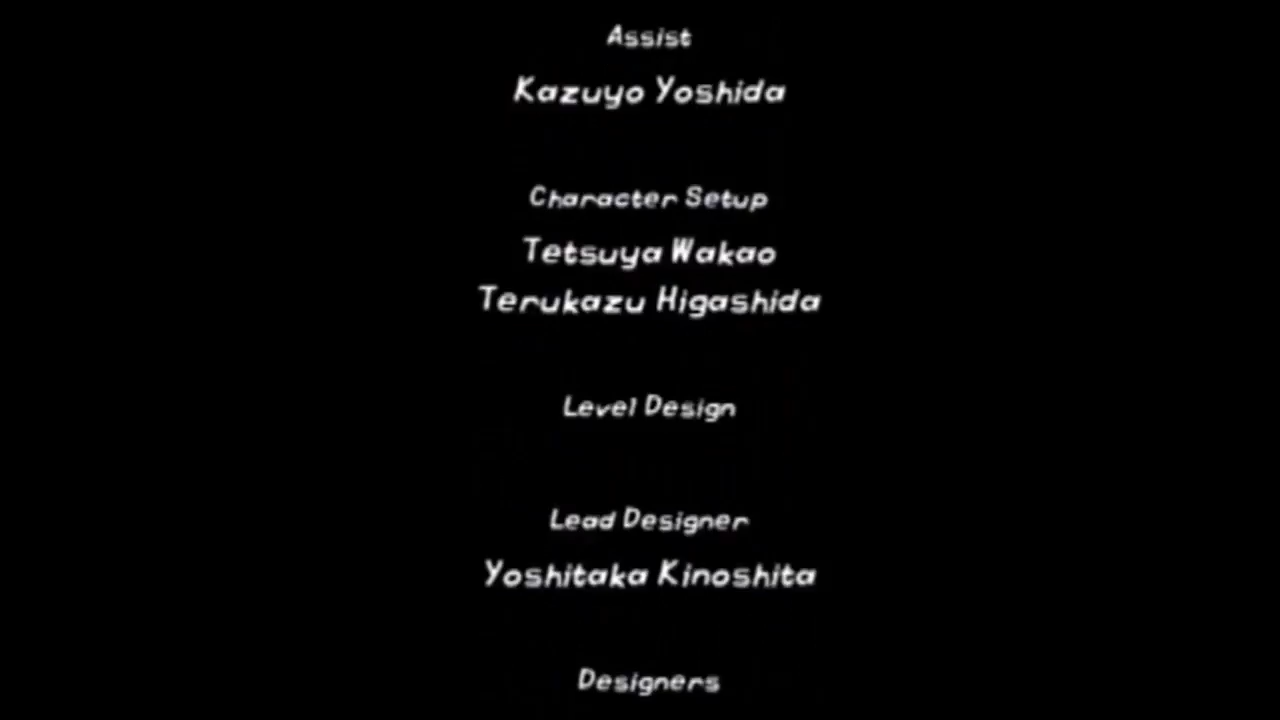 Assist
Kazuyo Yoshida
Character Setup
Tetsuya Wakao
Terukazu Higashida
Level Design
Lead Designer
Yoshitaka Kinoshita
Designers